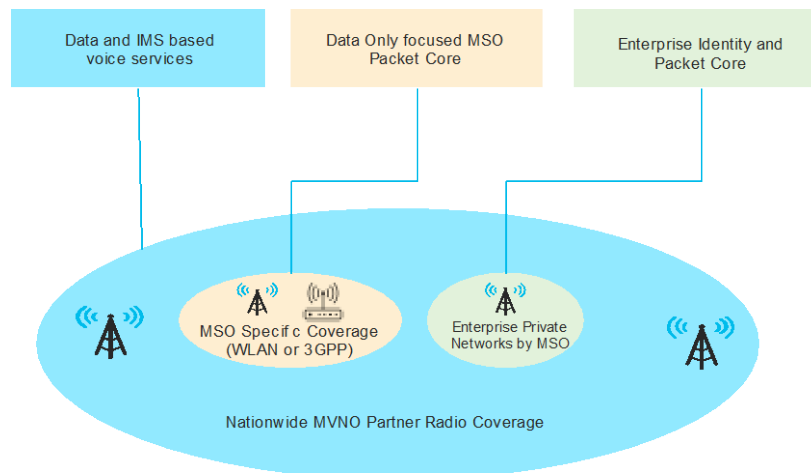 Data and IMS based
voice services
Data Only focused MSO
Packet Core
Enterprise Identity and
Packet Core
MSO Specifc Coverage
(WLAN or 3GPP)
Enterprise Private
Networks by MSO
Nationwide MVNO Partner Radio Coverage